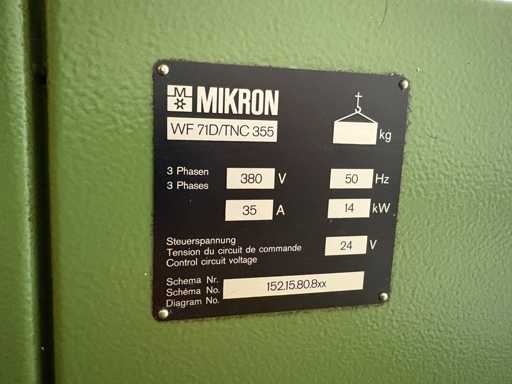 M MIKRON
WF 71D/TNC 355
kg
3 Phasen
3 Phases
380 V
50 Hz
35 A
14 kW
Steuerspannung
Tension du circuit de commande
Control circuit voltage
24 V
Schema Nr.
Schéma No.
Diagram No.
152.15.80.8xx